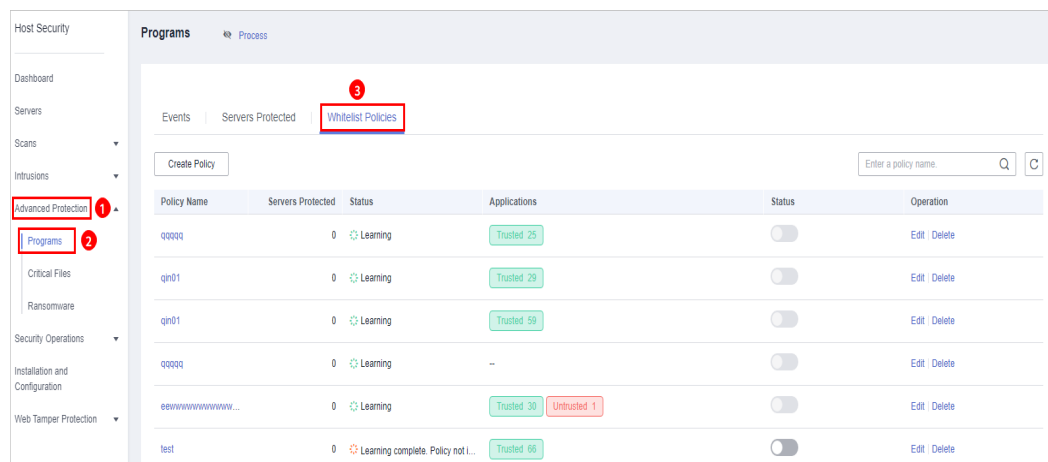 Host Security
Programs
Process
Dashboard
Servers
Scans
Intrusions
Advanced Protection
1
Programs
2
Critical Files
Ransomware
Security Operations
Installation and
Configuration
Web Tamper Protection
3
Events
Servers Protected
Whitelist Policies
Create Policy
Enter a policy name.
Policy Name Servers Protected Status Applications Status Operation
qqqqq 0 Learning Trusted 25 Edit Delete
qin01 0 Learning Trusted 29 Edit Delete
qin01 0 Learning Trusted 59 Edit Delete
qqqqq 0 Learning -- Edit Delete
eewwwwwwwwwww... 0 Learning Trusted 30 Untrusted 1 Edit Delete
test 0 Learning complete. Policy not i... Trusted 66 Edit Delete